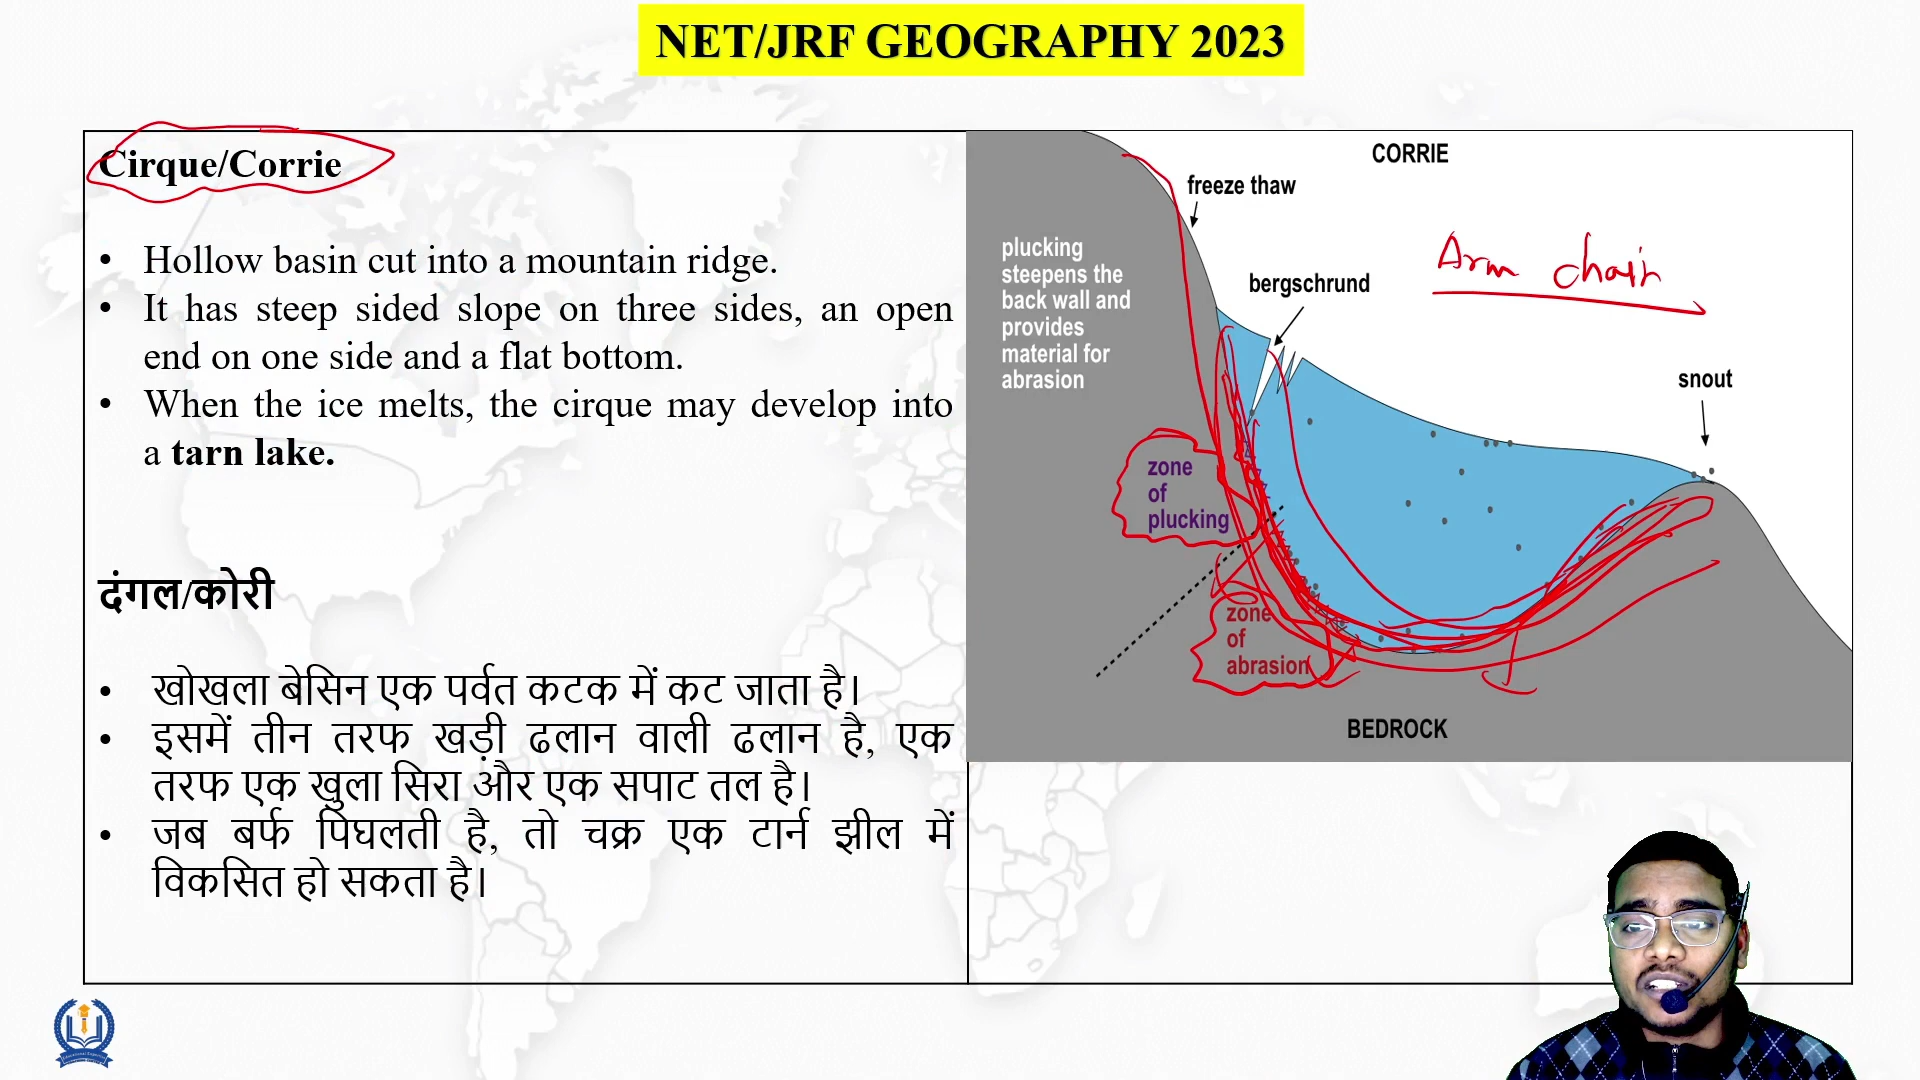 NET/JRF GEOGRAPHY 2023
Cirque/Corrie
• Hollow basin cut into a mountain ridge.
• It has steep sided slope on three sides, an open
end on one side and a flat bottom.
• When the ice melts, the cirque may develop into
a tarn lake.
दंगल/कोरी
• खोखला बेसिन एक पर्वत कटक में कट जाता है।
• इसमें तीन तरफ खड़ी ढलान वाली ढलान है, एक
तरफ एक खुला सिरा और एक सपाट तल है।
• जब बर्फ पिघलती है, तो चक्र एक टार्न झील में
विकसित हो सकता है।
CORRIE
freeze thaw
plucking
steepens the
back wall and
provides
material for
abrasion
bergschrund
Arm chair
snout
zone
of
plucking
zone
of
abrasion
BEDROCK